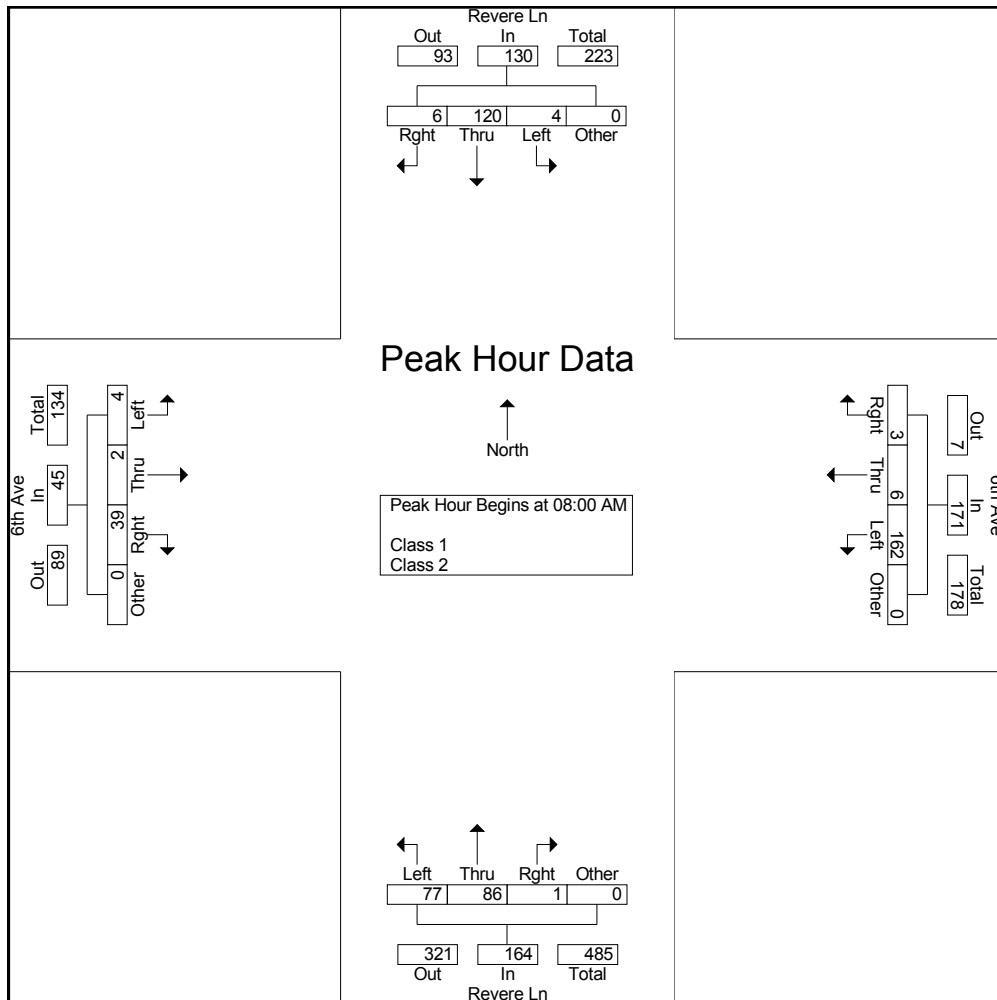 Revere Ln
Out In Total
93 130 223
6 120 4 0
Rght Thru Left Other
Peak Hour Data
North
Peak Hour Begins at 08:00 AM
Class 1
Class 2
6th Ave
Total In Out
134 45 89
4 2 39 0
Left Thru Rght Other
Rght Thru Left Other
3 6 162 0
Out In Total
7 171 178
6th Ave
Left Thru Rght Other
77 86 1 0
321 164 485
Out In Total
Revere Ln